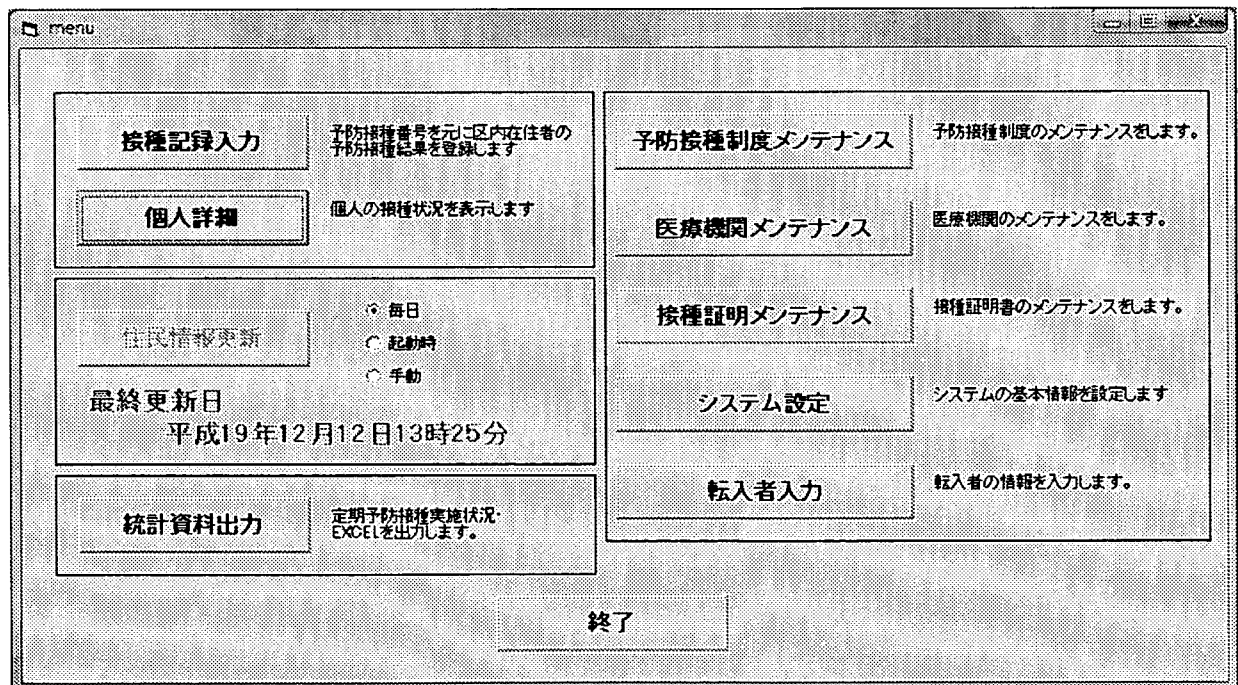 menu
接種記録入力
予防接種番号を元に区内在住者の
予防接種結果を登録します
個人詳細
個人の接種状況を表示します
住民情報更新
毎日
起動時
手動
最終更新日
平成19年12月12日13時25分
統計資料出力
定期予防接種実施状況・
EXCELを出力します。
予防接種制度メンテナンス
予防接種制度のメンテナンスをします。
医療機関メンテナンス
医療機関のメンテナンスをします。
接種証明メンテナンス
接種証明書のメンテナンスをします。
システム設定
システムの基本情報を設定します
転入者入力
転入者の情報を入力します。
終了